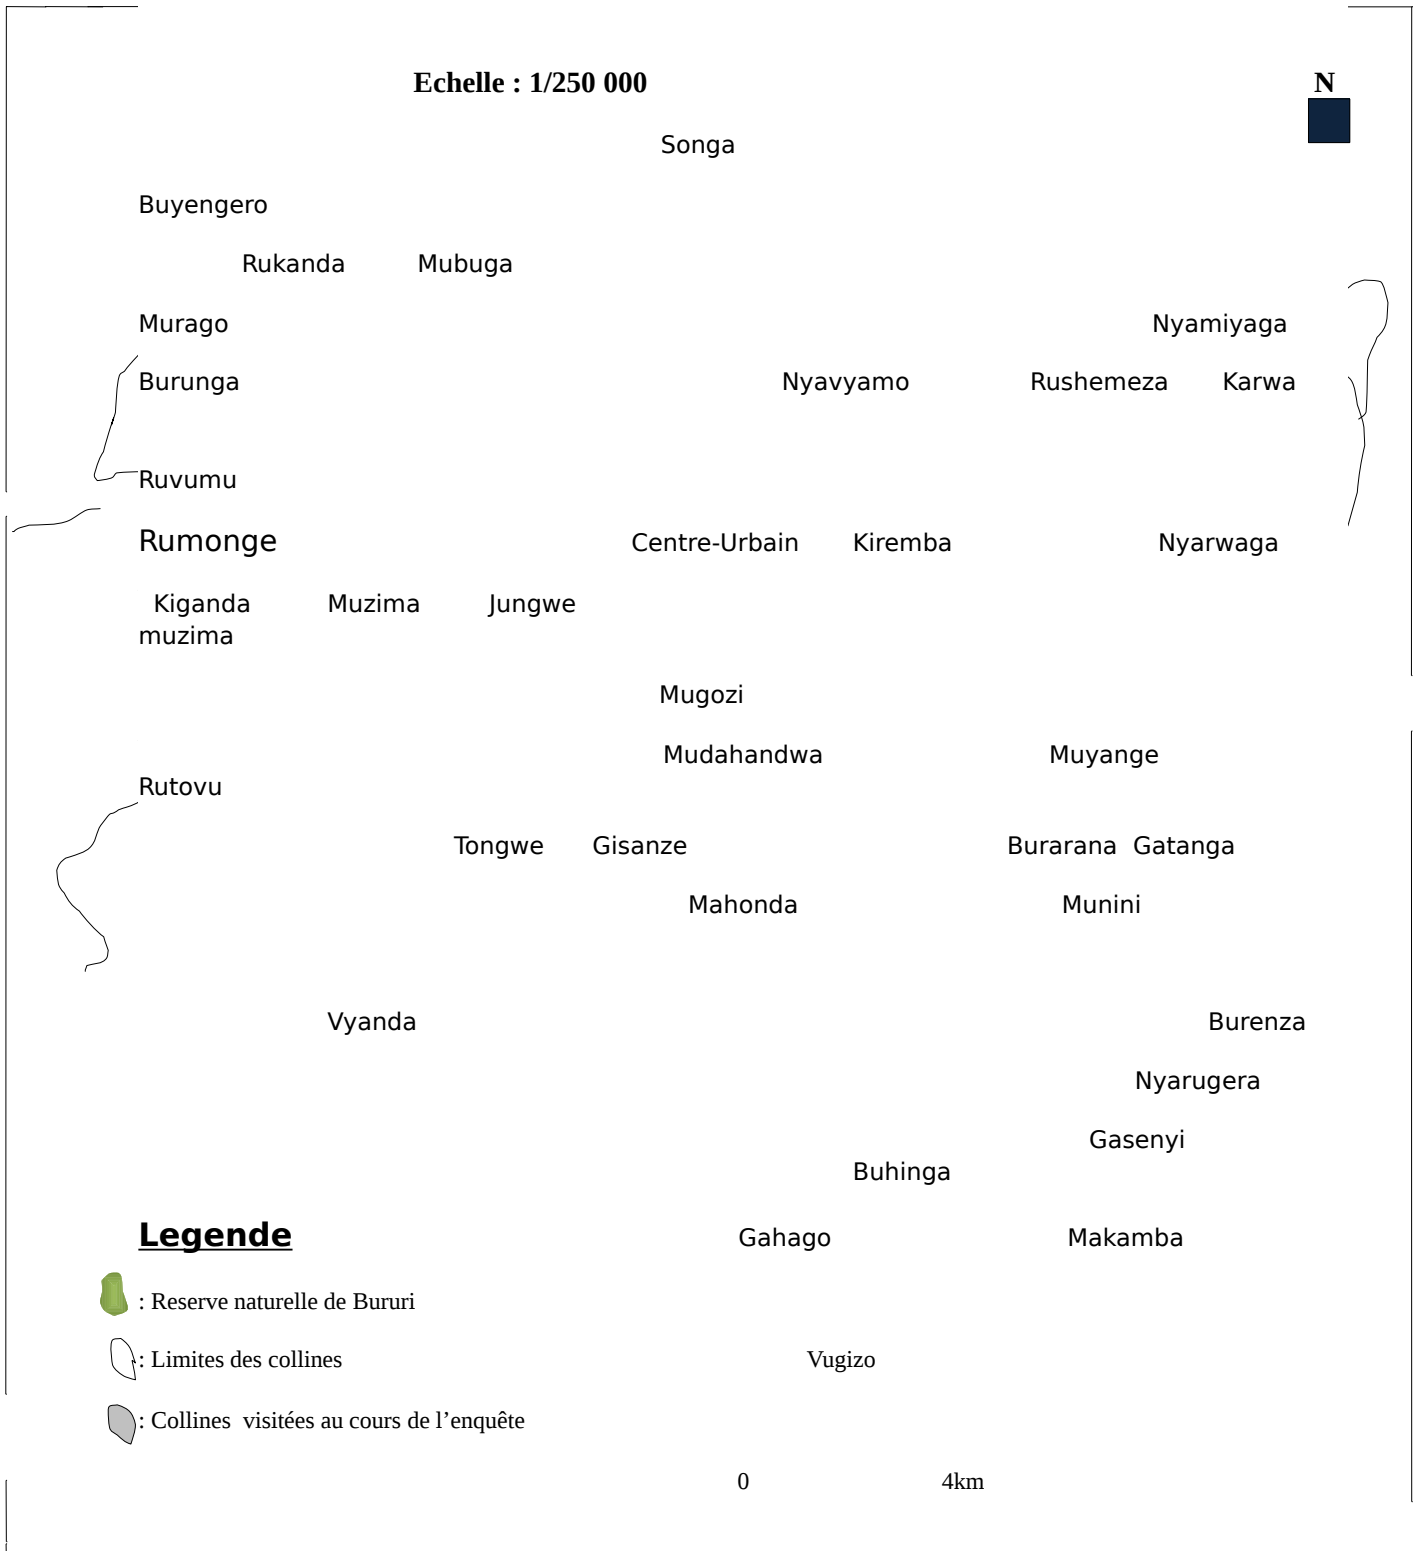 Echelle : 1/250 000 N
Songa
Buyengero
Rukanda Mubuga
Murago Nyamiyaga
Burunga Nyavyamo Rushemeza Karwa
Ruvumu
Rumonge Centre-Urbain Kiremba Nyarwaga
Kiganda Muzima Jungwe
muzima
Mugozi
Mudahandwa Muyange
Rutovu
Tongwe Gisanze Burarana Gatanga
Mahonda Munini
Vyanda Burenza
Nyarugera
Gasenyi
Buhinga
Legende Gahago Makamba
: Reserve naturelle de Bururi
: Limites des collines Vugizo
: Collines visitées au cours de l’enquête
0 4km